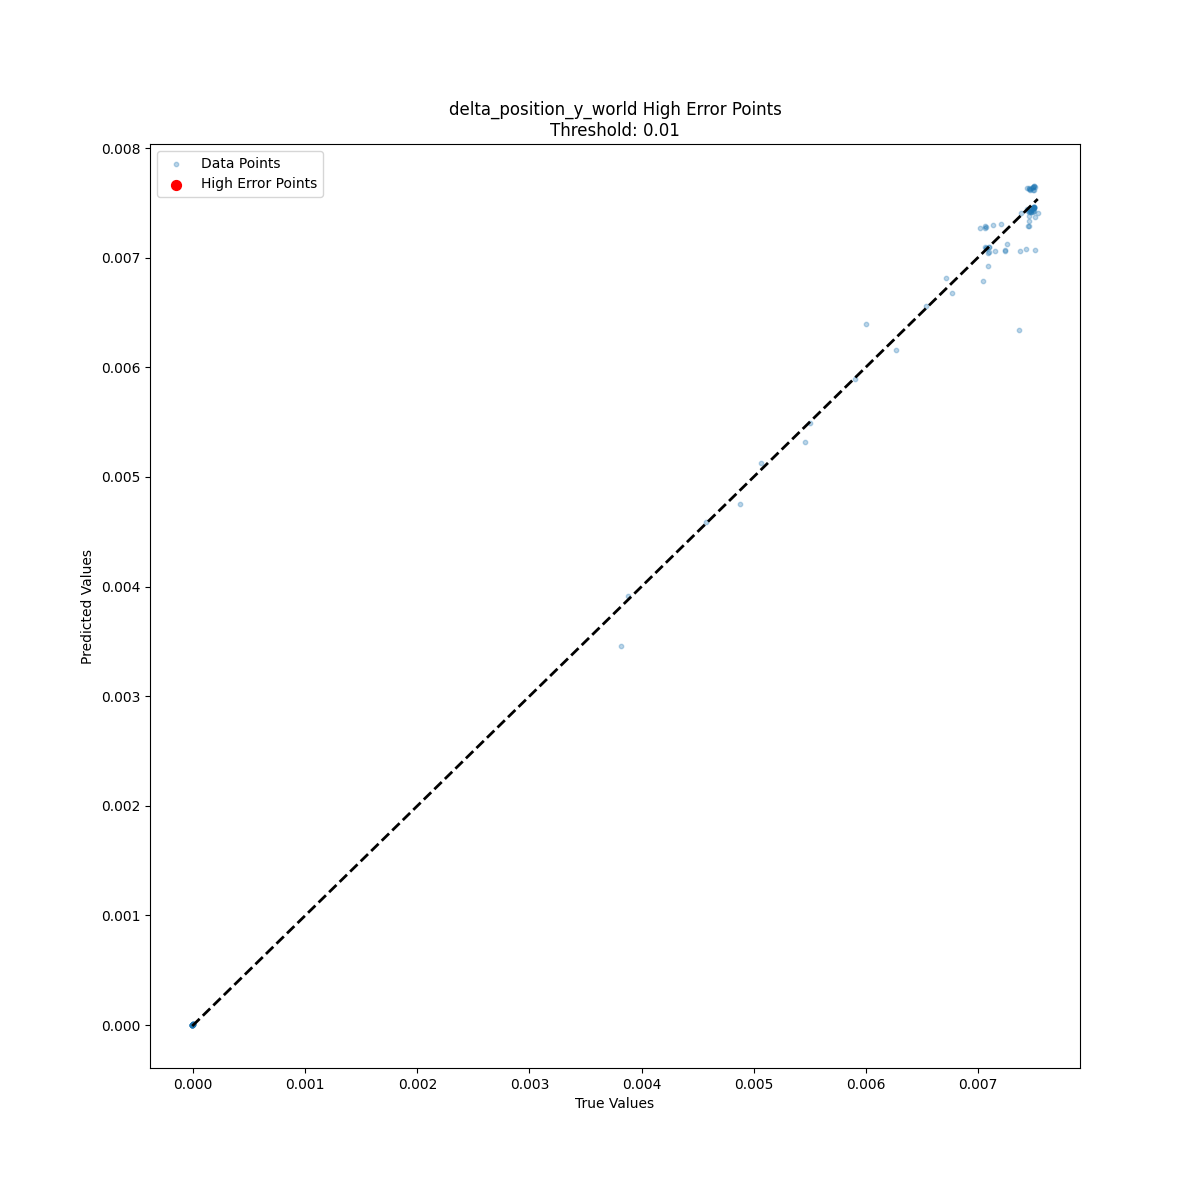 delta_position_y_world High Error Points
Threshold: 0.01
Data Points
High Error Points
0.008
0.007
0.006
0.005
0.004
0.003
0.002
0.001
0.000
Predicted Values
0.000 0.001 0.002 0.003 0.004 0.005 0.006 0.007
True Values